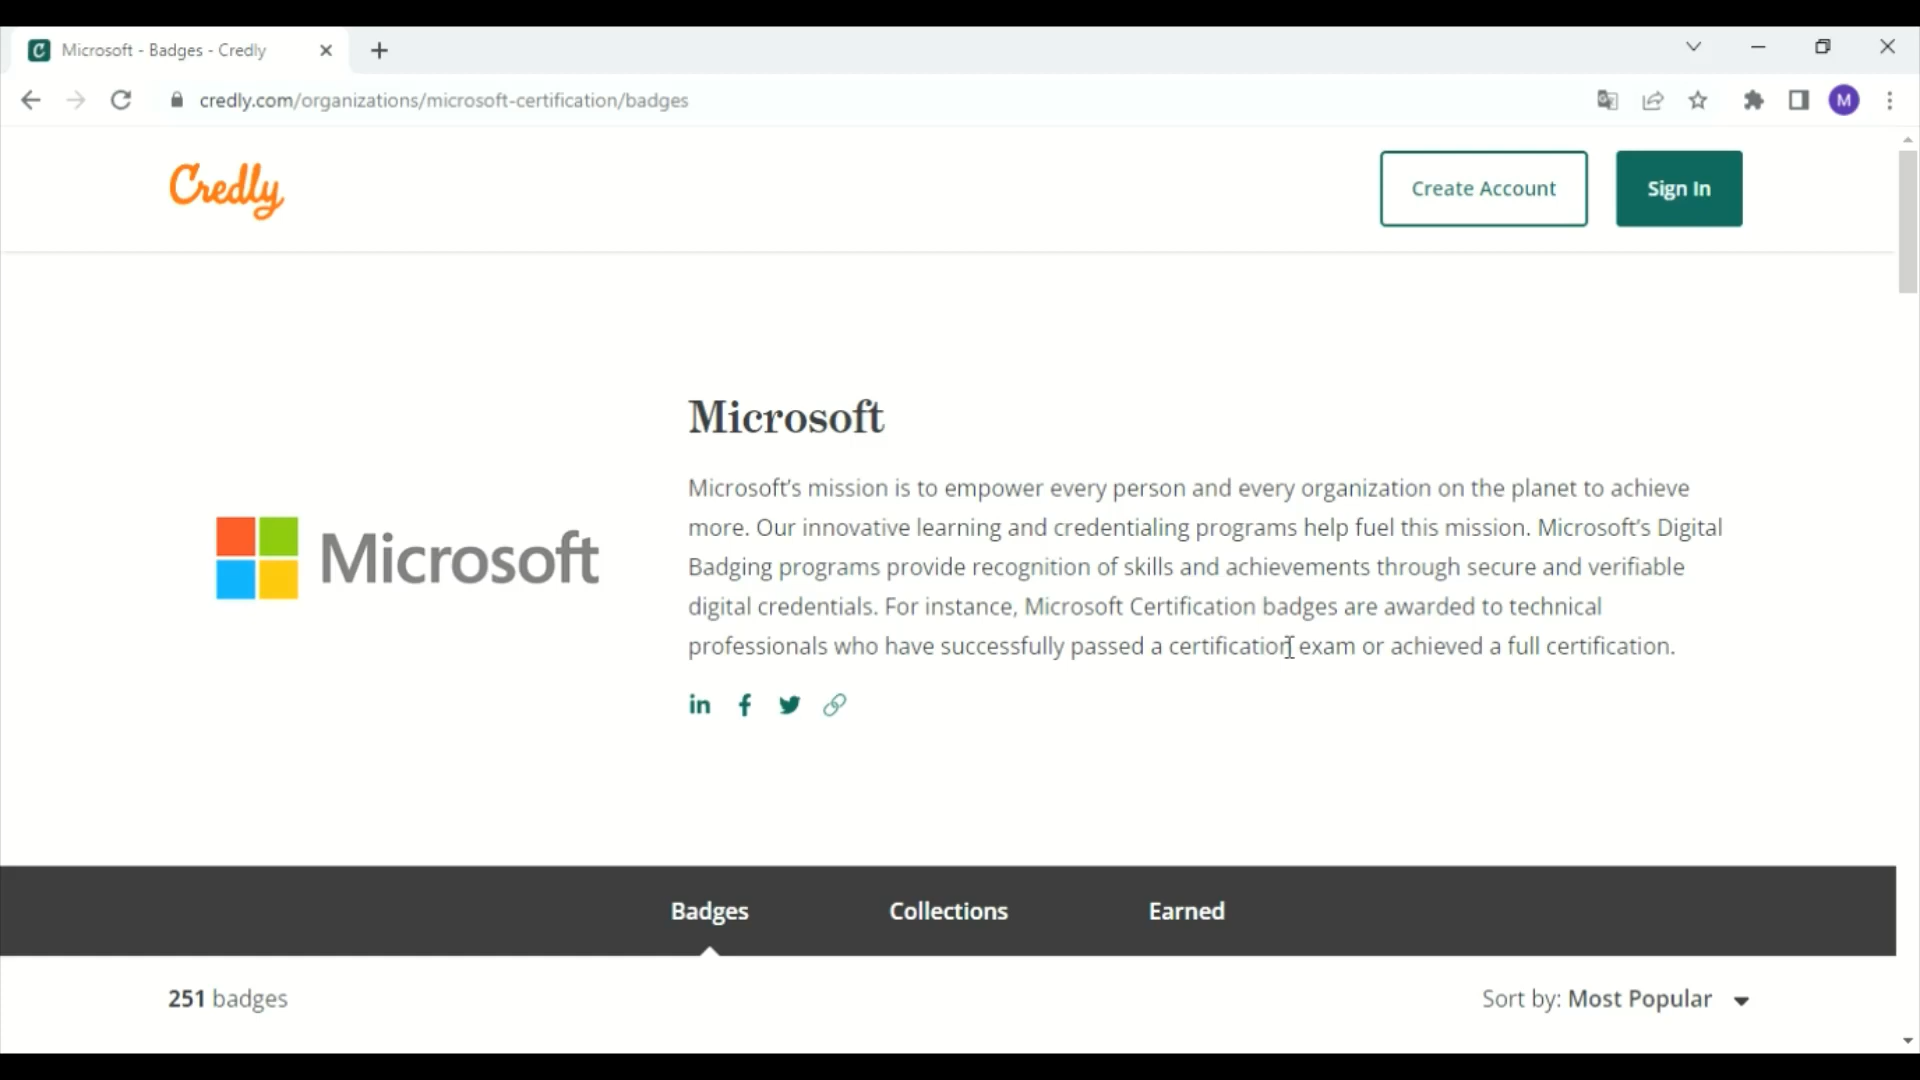 Microsoft - Badges - Credly
credly.com/organizations/microsoft-certification/badges
M
Credly
Create Account
Sign In
Microsoft
Microsoft
Microsoft’s mission is to empower every person and every organization on the planet to achieve
more. Our innovative learning and credentialing programs help fuel this mission. Microsoft’s Digital
Badging programs provide recognition of skills and achievements through secure and verifiable
digital credentials. For instance, Microsoft Certification badges are awarded to technical
professionals who have successfully passed a certification exam or achieved a full certification.
Badges
Collections
Earned
251 badges
Sort by: Most Popular